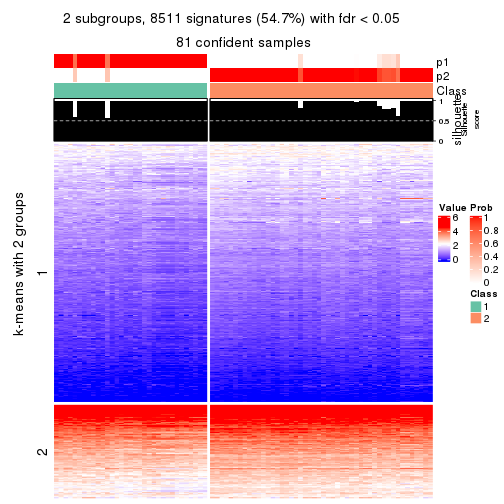 2 subgroups, 8511 signatures (54.7%) with fdr < 0.05
81 confident samples
p1
p2
Class
silhouette
1
0.5
0
Silhouette
score
k-means with 2 groups
1
2
Value
6
4
2
0
Prob
1
0.8
0.6
0.4
0.2
0
Class
1
2